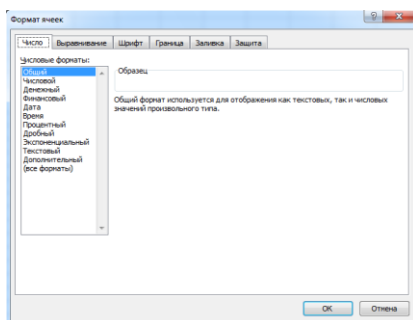 Формат ячеек
Число Выравнивание Шрифт Граница Заливка Защита
Числовые форматы:
Общий
Числовой
Денежный
Финансовый
Дата
Время
Процентный
Дробный
Экспоненциальный
Текстовый
Дополнительный
(все форматы)
Образец
Общий формат используется для отображения как текстовых, так и числовых
значений произвольного типа.
ОК Отмена